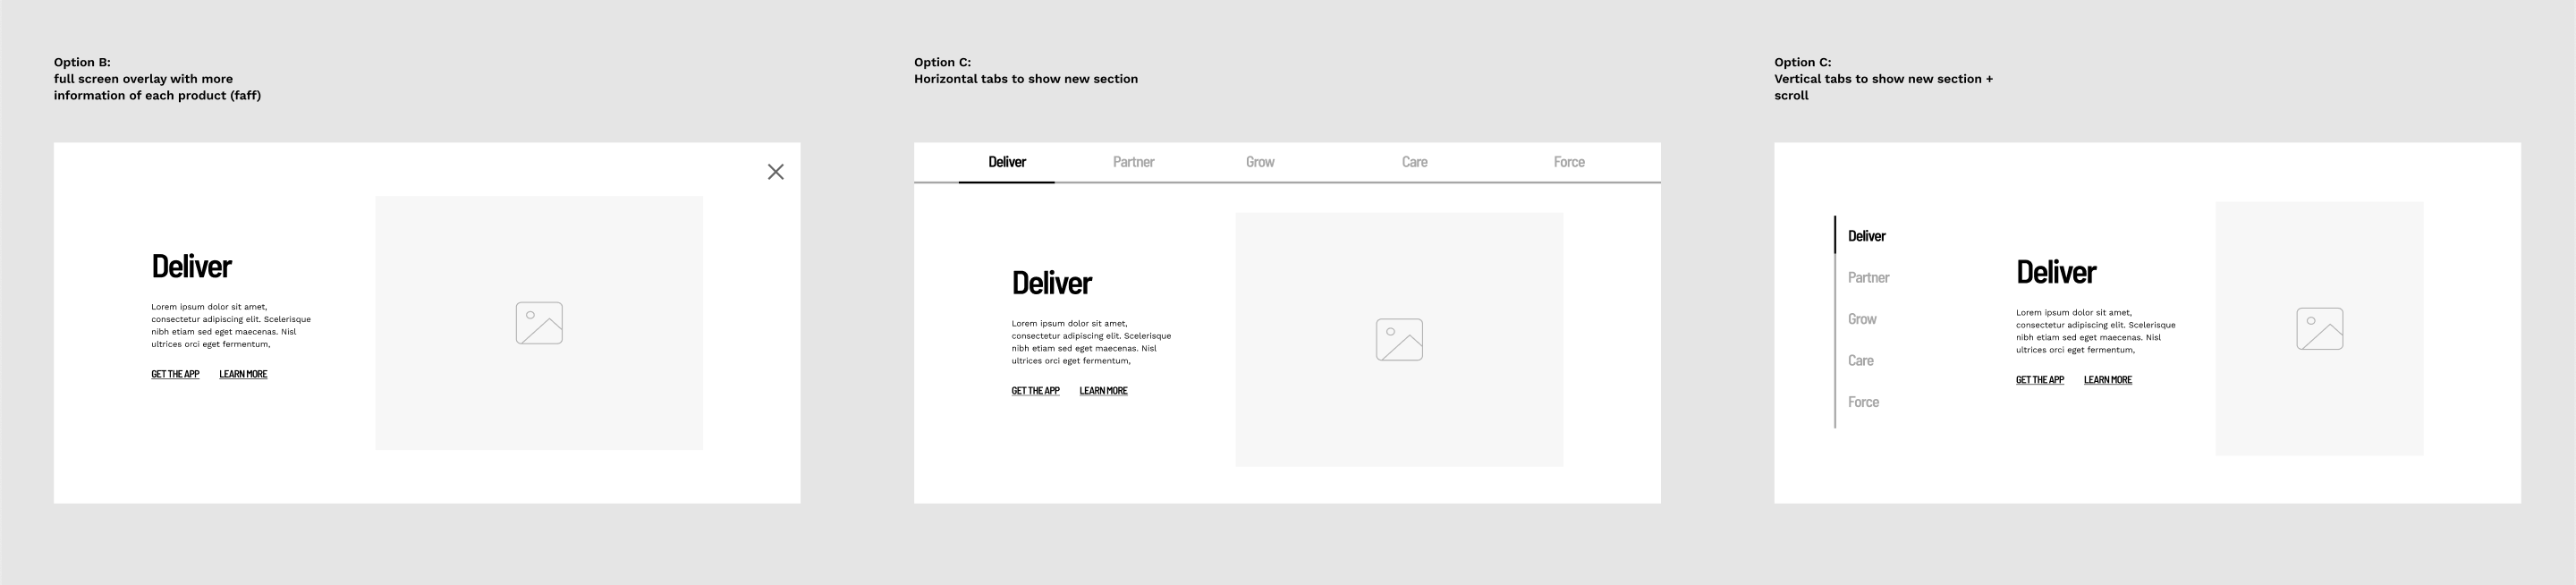 Option B:
full screen overlay with more
information of each product (faff)
Deliver
Lorem ipsum dolor sit amet,
consectetur adipiscing elit. Scelerisque
nibh etiam sed eget maecenas. Nisl
ultrices orci eget fermentum,
GET THE APP LEARN MORE
Option C:
Horizontal tabs to show new section
Deliver Partner Grow Care Force
Deliver
Lorem ipsum dolor sit amet,
consectetur adipiscing elit. Scelerisque
nibh etiam sed eget maecenas. Nisl
ultrices orci eget fermentum,
GET THE APP LEARN MORE
Option C:
Vertical tabs to show new section +
scroll
Deliver
Partner
Grow
Care
Force
Deliver
Lorem ipsum dolor sit amet,
consectetur adipiscing elit. Scelerisque
nibh etiam sed eget maecenas. Nisl
ultrices orci eget fermentum,
GET THE APP LEARN MORE